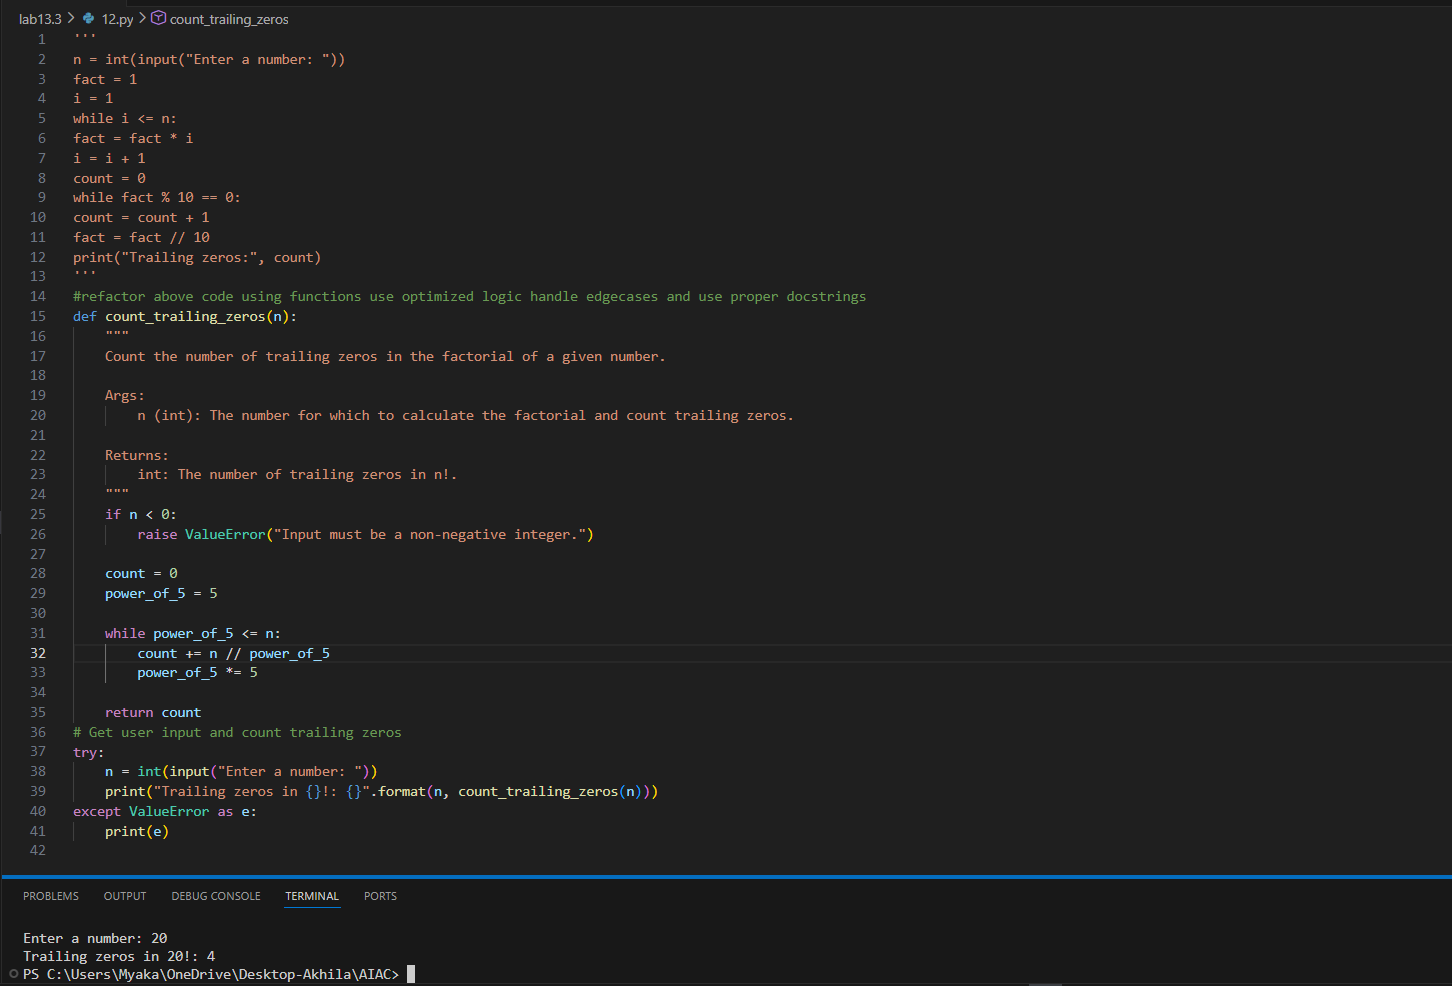 lab13.3 > 12.py > count_trailing_zeros
1 '''
2 n = int(input("Enter a number: "))
3 fact = 1
4 i = 1
5 while i <= n:
6 fact = fact * i
7 i = i + 1
8 count = 0
9 while fact % 10 == 0:
10 count = count + 1
11 fact = fact // 10
12 print("Trailing zeros:", count)
13 '''
14 #refactor above code using functions use optimized logic handle edgecases and use proper docstrings
15 def count_trailing_zeros(n):
16     """
17     Count the number of trailing zeros in the factorial of a given number.
18
19     Args:
20         n (int): The number for which to calculate the factorial and count trailing zeros.
21
22     Returns:
23         int: The number of trailing zeros in n!.
24     """
25     if n < 0:
26         raise ValueError("Input must be a non-negative integer.")
27
28     count = 0
29     power_of_5 = 5
30
31     while power_of_5 <= n:
32         count += n // power_of_5
33         power_of_5 *= 5
34
35     return count
36 # Get user input and count trailing zeros
37 try:
38     n = int(input("Enter a number: "))
39     print("Trailing zeros in {}!: {}".format(n, count_trailing_zeros(n)))
40 except ValueError as e:
41     print(e)
42
PROBLEMS OUTPUT DEBUG CONSOLE TERMINAL PORTS
Enter a number: 20
Trailing zeros in 20!: 4
PS C:\Users\Myaka\OneDrive\Desktop-Akhila\AIAC>